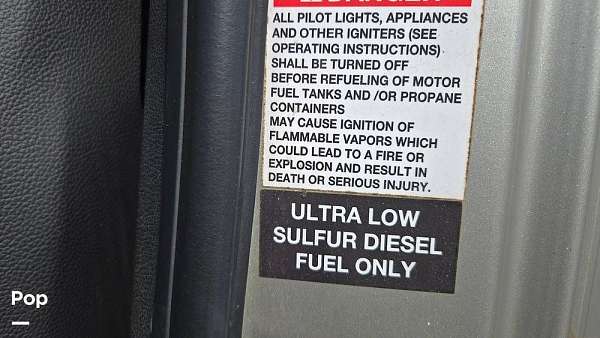 DANGER
ALL PILOT LIGHTS, APPLIANCES
AND OTHER IGNITERS (SEE
OPERATING INSTRUCTIONS)
SHALL BE TURNED OFF
BEFORE REFUELING OF MOTOR
FUEL TANKS AND /OR PROPANE
CONTAINERS
MAY CAUSE IGNITION OF
FLAMMABLE VAPORS WHICH
COULD LEAD TO A FIRE OR
EXPLOSION AND RESULT IN
DEATH OR SERIOUS INJURY.
ULTRA LOW
SULFUR DIESEL
FUEL ONLY
Pop